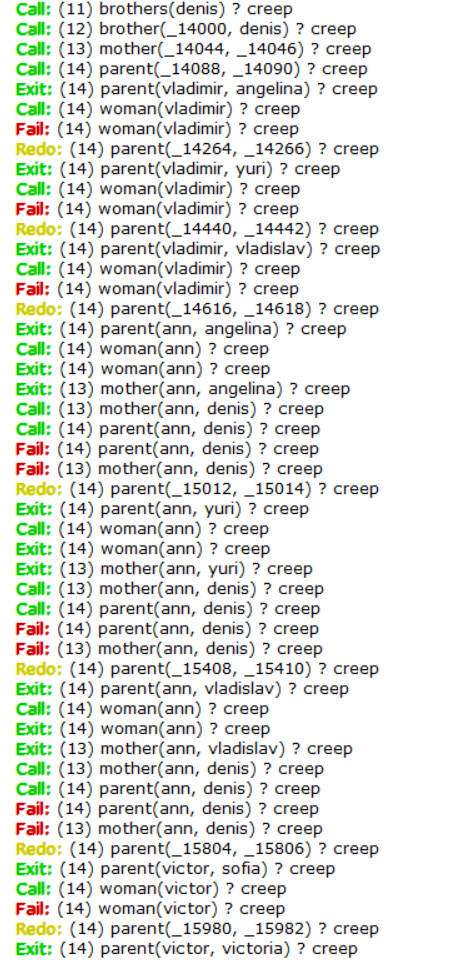 Call: (11) brothers(denis) ? creep
Call: (12) brother(_14000, denis) ? creep
Call: (13) mother(_14044, _14046) ? creep
Call: (14) parent(_14088, _14090) ? creep
Exit: (14) parent(vladimir, angelina) ? creep
Call: (14) woman(vladimir) ? creep
Fail: (14) woman(vladimir) ? creep
Redo: (14) parent(_14264, _14266) ? creep
Exit: (14) parent(vladimir, yuri) ? creep
Call: (14) woman(vladimir) ? creep
Fail: (14) woman(vladimir) ? creep
Redo: (14) parent(_14440, _14442) ? creep
Exit: (14) parent(vladimir, vladislav) ? creep
Call: (14) woman(vladimir) ? creep
Fail: (14) woman(vladimir) ? creep
Redo: (14) parent(_14616, _14618) ? creep
Exit: (14) parent(ann, angelina) ? creep
Call: (14) woman(ann) ? creep
Exit: (14) woman(ann) ? creep
Exit: (13) mother(ann, angelina) ? creep
Call: (13) mother(ann, denis) ? creep
Call: (14) parent(ann, denis) ? creep
Fail: (14) parent(ann, denis) ? creep
Fail: (13) mother(ann, denis) ? creep
Redo: (14) parent(_15012, _15014) ? creep
Exit: (14) parent(ann, yuri) ? creep
Call: (14) woman(ann) ? creep
Exit: (14) woman(ann) ? creep
Exit: (13) mother(ann, yuri) ? creep
Call: (13) mother(ann, denis) ? creep
Call: (14) parent(ann, denis) ? creep
Fail: (14) parent(ann, denis) ? creep
Fail: (13) mother(ann, denis) ? creep
Redo: (14) parent(_15408, _15410) ? creep
Exit: (14) parent(ann, vladislav) ? creep
Call: (14) woman(ann) ? creep
Exit: (14) woman(ann) ? creep
Exit: (13) mother(ann, vladislav) ? creep
Call: (13) mother(ann, denis) ? creep
Call: (14) parent(ann, denis) ? creep
Fail: (14) parent(ann, denis) ? creep
Fail: (13) mother(ann, denis) ? creep
Redo: (14) parent(_15804, _15806) ? creep
Exit: (14) parent(victor, sofia) ? creep
Call: (14) woman(victor) ? creep
Fail: (14) woman(victor) ? creep
Redo: (14) parent(_15980, _15982) ? creep
Exit: (14) parent(victor, victoria) ? creep